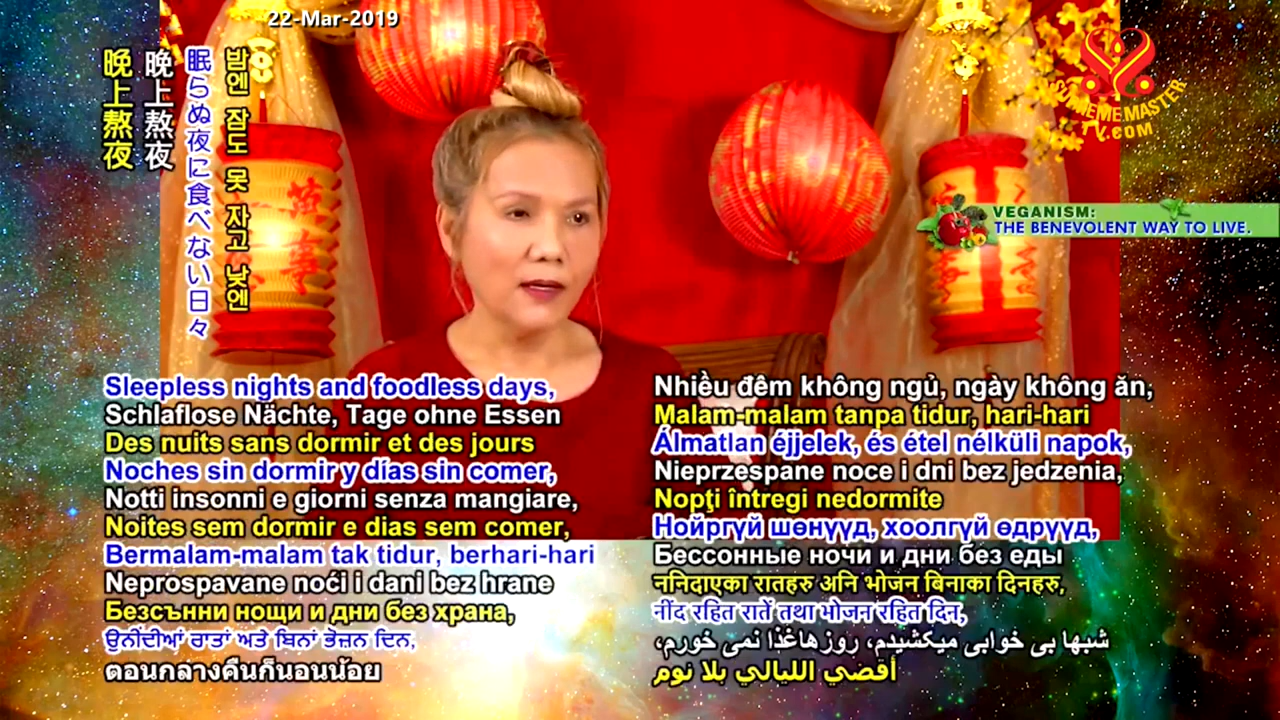 22-Mar-2019
SUPREME MASTER
TV.COM
VEGANISM:
THE BENEVOLENT WAY TO LIVE.
晚上熬夜
晚上熬夜
眠らぬ夜に食べない日々
밤엔 잠도 못 자고 낮엔
Sleepless nights and foodless days,
Schlaflose Nächte, Tage ohne Essen
Des nuits sans dormir et des jours
Noches sin dormir y días sin comer,
Notti insonni e giorni senza mangiare,
Noites sem dormir e dias sem comer,
Bermalam-malam tak tidur, berhari-hari
Neprospavane noći i dani bez hrane
Безсънни нощи и дни без храна,
ਉਨੀਂਦੀਆਂ ਰਾਤਾਂ ਅਤੇ ਬਿਨਾਂ ਭੋਜ਼ਨ ਦਿਨ,
ตอนกลางคืนก็นอนน้อย
Nhiều đêm không ngủ, ngày không ăn,
Malam-malam tanpa tidur, hari-hari
Álmatlan éjjelek, és étel nélküli napok,
Nieprzespane noce i dni bez jedzenia,
Nopţi întregi nedormite
Нойргүй шөнүүд, хоолгүй өдрүүд,
Бессонные ночи и дни без еды
ननिदाएका रातहरु अनि भोजन बिनाका दिनहरु,
नींद रहित रातें तथा भोजन रहित दिन,
شبها بی خوابی میکشیدم، روزهاغذا نمی خورم،
أقضي الليالي بلا نوم